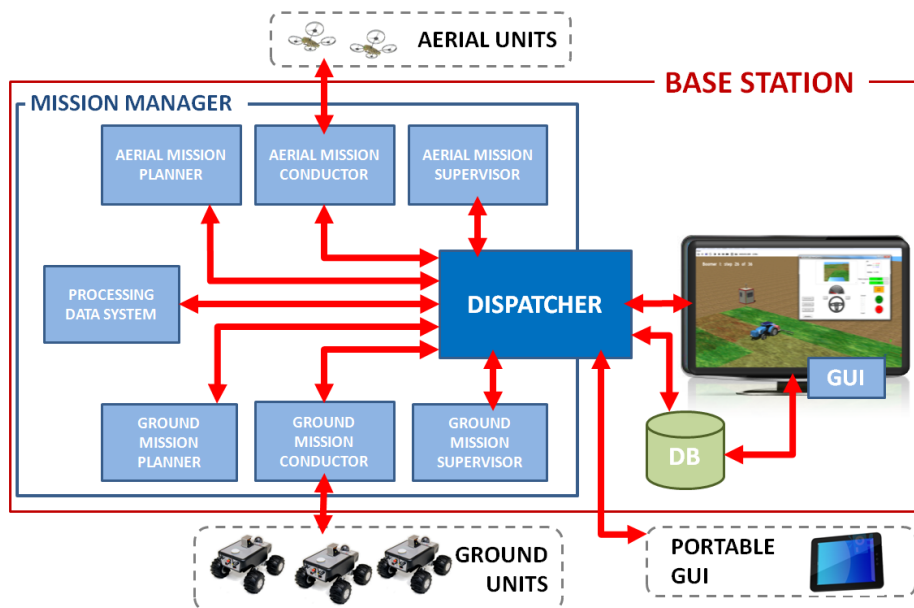 AERIAL UNITS
BASE STATION
MISSION MANAGER
AERIAL MISSION
PLANNER
AERIAL MISSION
CONDUCTOR
AERIAL MISSION
SUPERVISOR
PROCESSING
DATA SYSTEM
DISPATCHER
GUI
GROUND
MISSION
PLANNER
GROUND
MISSION
CONDUCTOR
GROUND
MISSION
SUPERVISOR
DB
GROUND
UNITS
PORTABLE
GUI